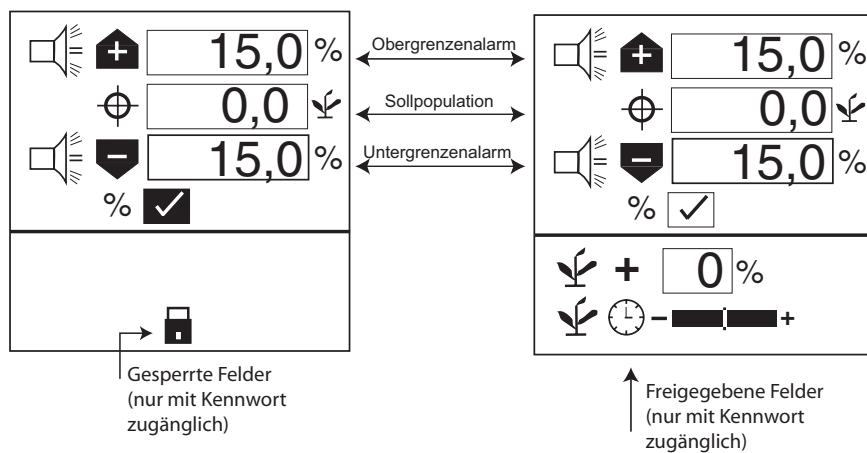 15,0 %
Obergrenzenalarm
15,0 %
0,0
Sollpopulation
0,0
15,0 %
Untergrenzenalarm
15,0 %
%
%
+ 0 %
- +
Gesperrte Felder
(nur mit Kennwort
zugänglich)
Freigegebene Felder
(nur mit Kennwort
zugänglich)